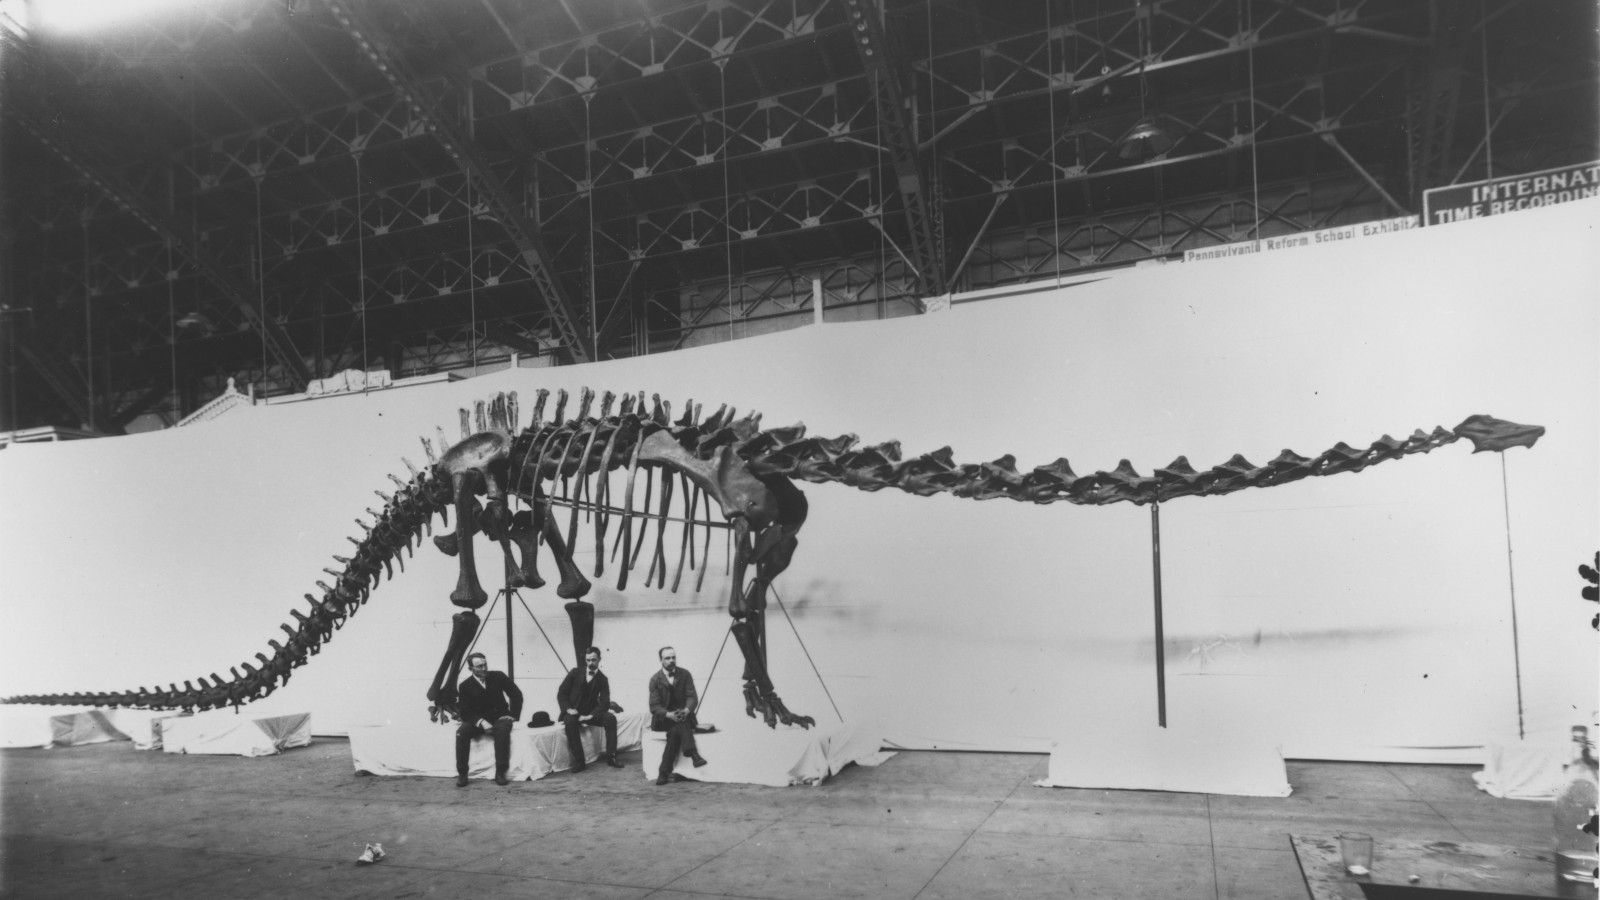 INTERNAT
TIME RECORDIN
Pennsylvania Reform School Exhibit